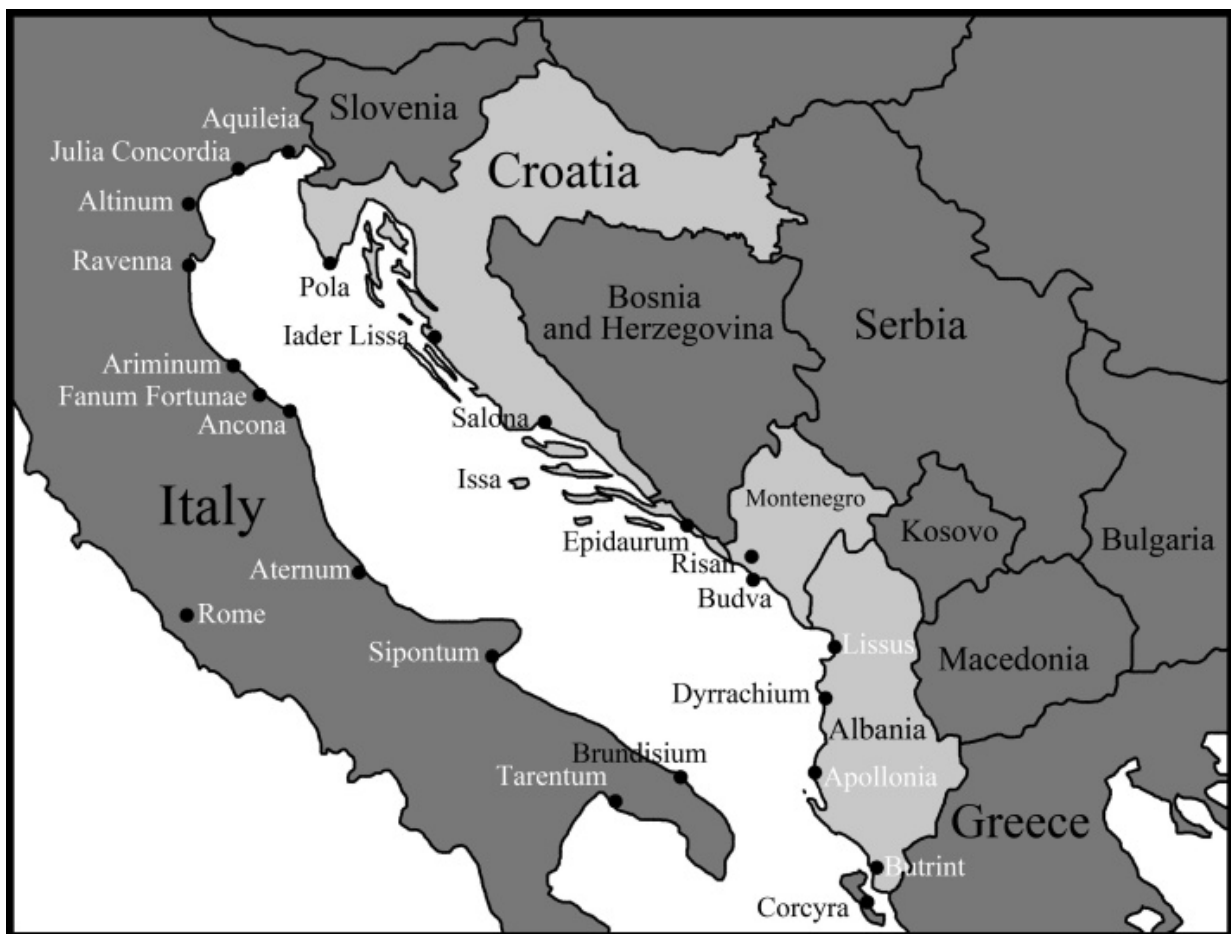 Slovenia
Aquileia
Julia Concordia
Croatia
Altinum
Ravenna
Pola
Bosnia
and Herzegovina
Serbia
Iader Lissa
Ariminum
Fanum Fortunae
Ancona
Salona
Issa
Italy
Montenegro
Kosovo
Bulgaria
Epidaurum
Risan
Aternum
Budva
Rome
Lissus
Sipontum
Macedonia
Dyrrachium
Albania
Brundisium
Tarentum
Apollonia
Greece
Butrint
Corcyra